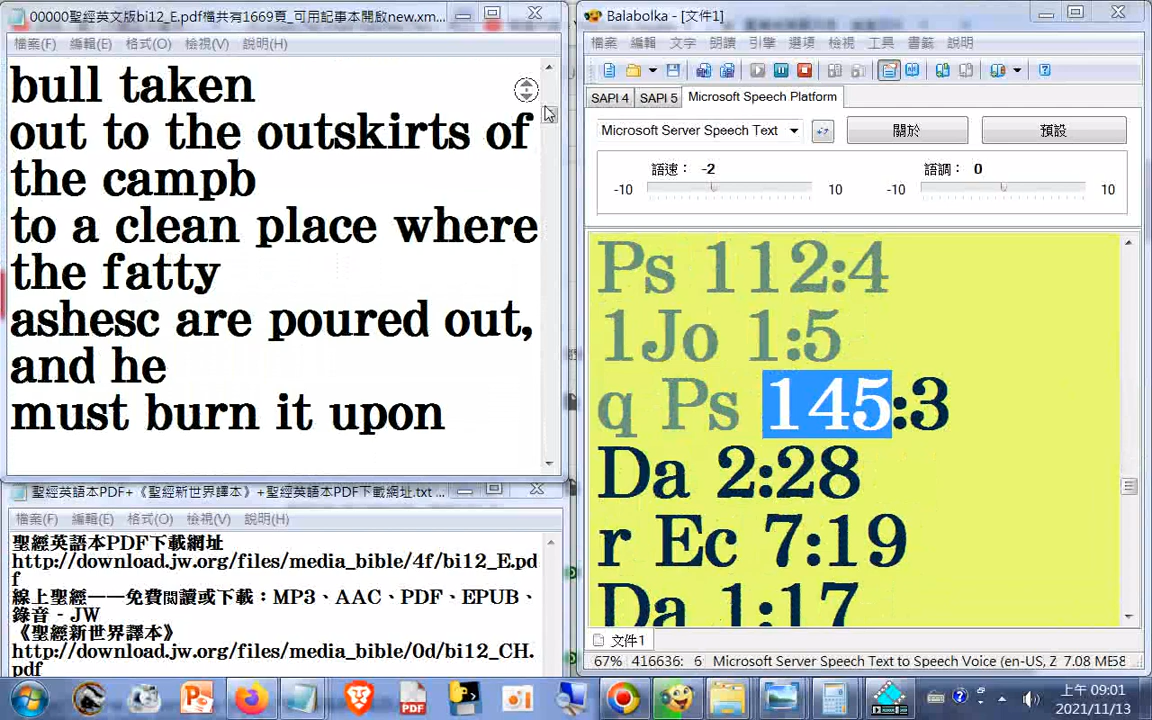 00000聖經英文版bi12_E.pdf檔共有1669頁_可用記事本開啟new.xm...
檔案(F) 編輯(E) 格式(O) 檢視(V) 說明(H)
bull taken
out to the outskirts of
the campb
to a clean place where
the fatty
ashesc are poured out,
and he
must burn it upon
聖經英語本PDF+《聖經新世界譯本》+聖經英語本PDF下載網址.txt ...
檔案(F) 編輯(E) 格式(O) 檢視(V) 說明(H)
聖經英語本PDF下載網址
http://download.jw.org/files/media_bible/4f/bi12_E.pd
f
線上聖經——免費閱讀或下載：MP3、AAC、PDF、EPUB、
錄音 - JW
《聖經新世界譯本》
http://download.jw.org/files/media_bible/0d/bi12_CH.
pdf
Balabolka - [文件1]
檔案 編輯 文字 朗讀 引擎 選項 檢視 工具 書籤 說明
SAPI 4 SAPI 5 Microsoft Speech Platform
Microsoft Server Speech Text 關於 預設
語速： -2 語調： 0
-10 10 -10 10
Ps 112:4
1Jo 1:5
q Ps 145:3
Da 2:28
r Ec 7:19
Da 1:17
文件1
67% 416636: 6 Microsoft Server Speech Text to Speech Voice (en-US, Z 7.08 ME58
PDF
上午 09:01
2021/11/13